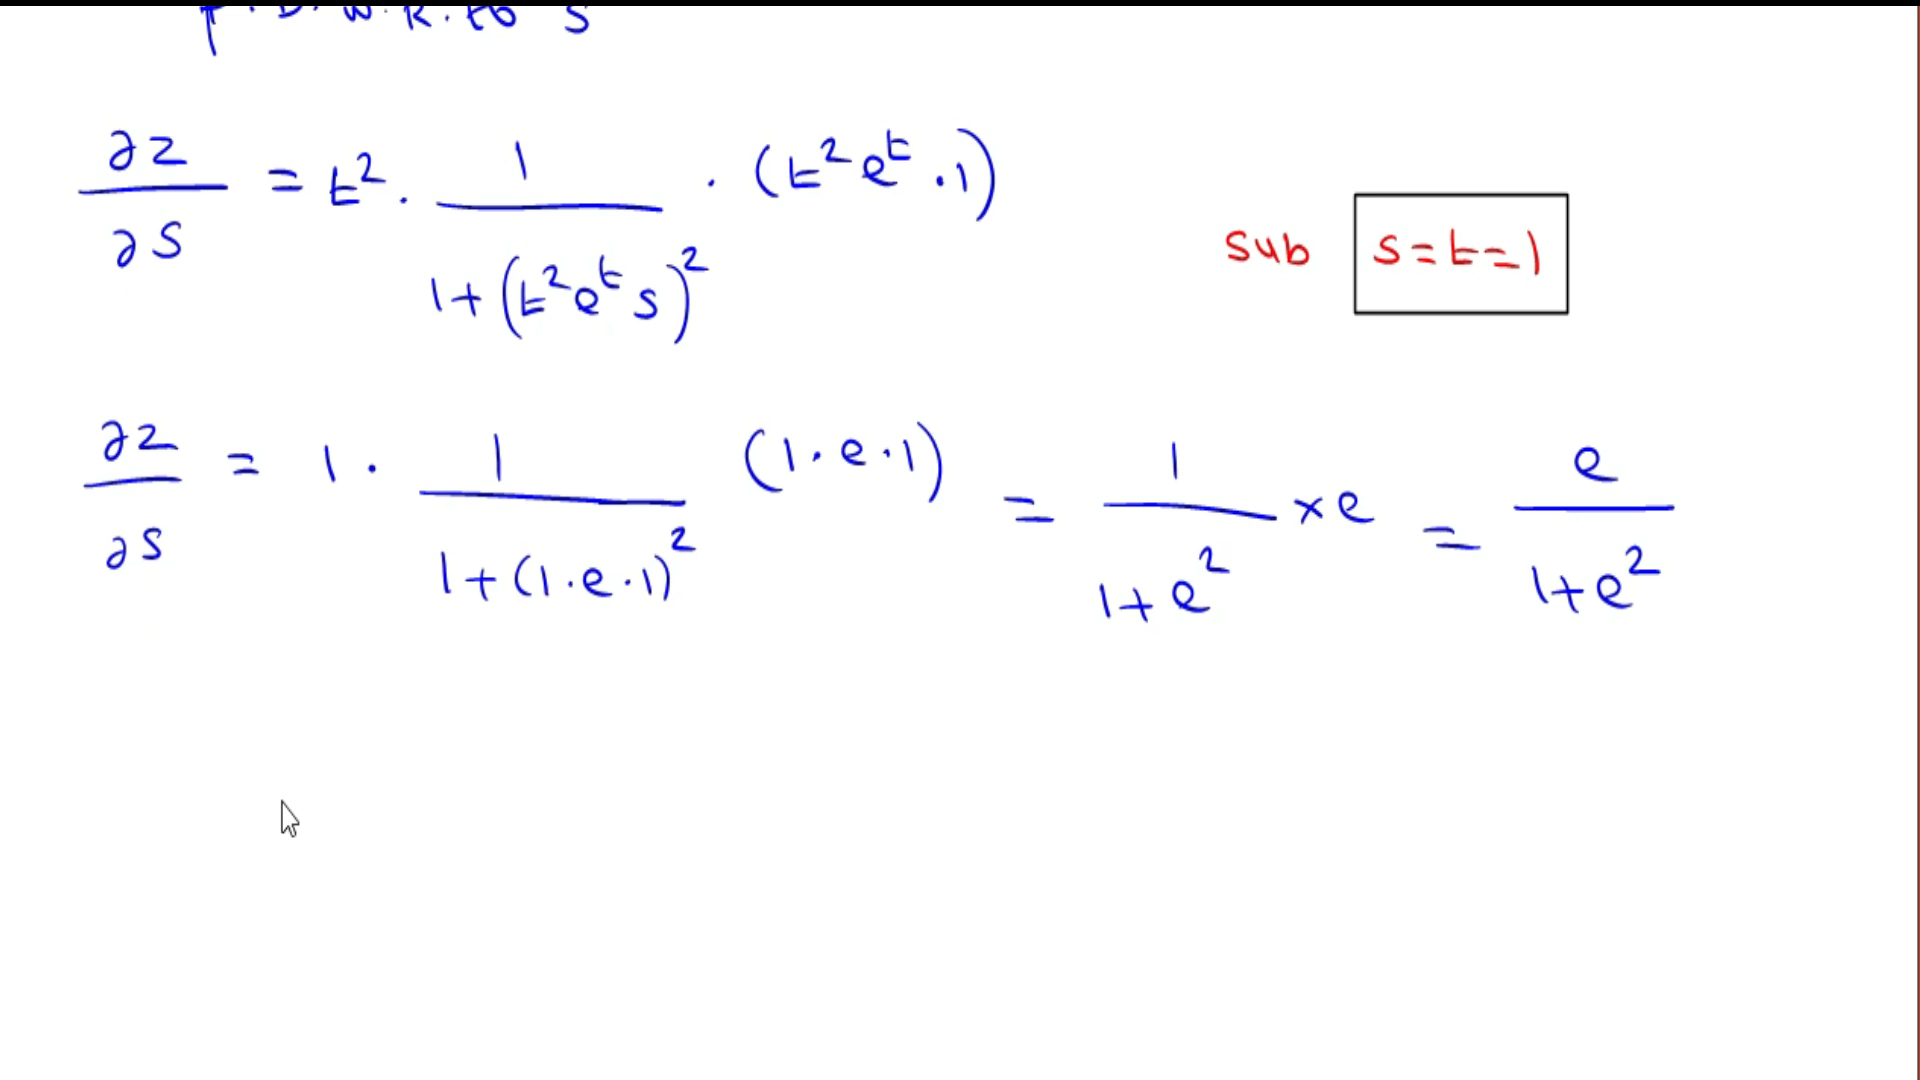 P. D. W. R. to s
∂z/∂s = t² · 1/(1+(t²eᵗs)²) · (t²eᵗ·1)
sub s=t=1
∂z/∂s = 1 · 1/(1+(1·e·1)²) (1·e·1) = 1/(1+e²) × e = e/(1+e²)